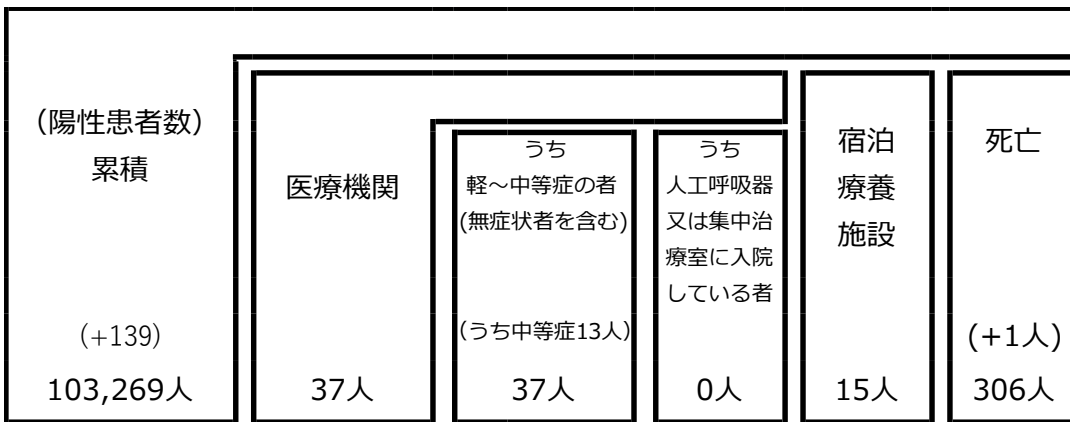 (陽性患者数)
累積
(+139)
103,269人
医療機関
37人
うち
軽～中等症の者
(無症状者を含む)
(うち中等症13人)
37人
うち
人工呼吸器
又は集中治
療室に入院
している者
0人
宿泊
療養
施設
15人
死亡
(+1人)
306人